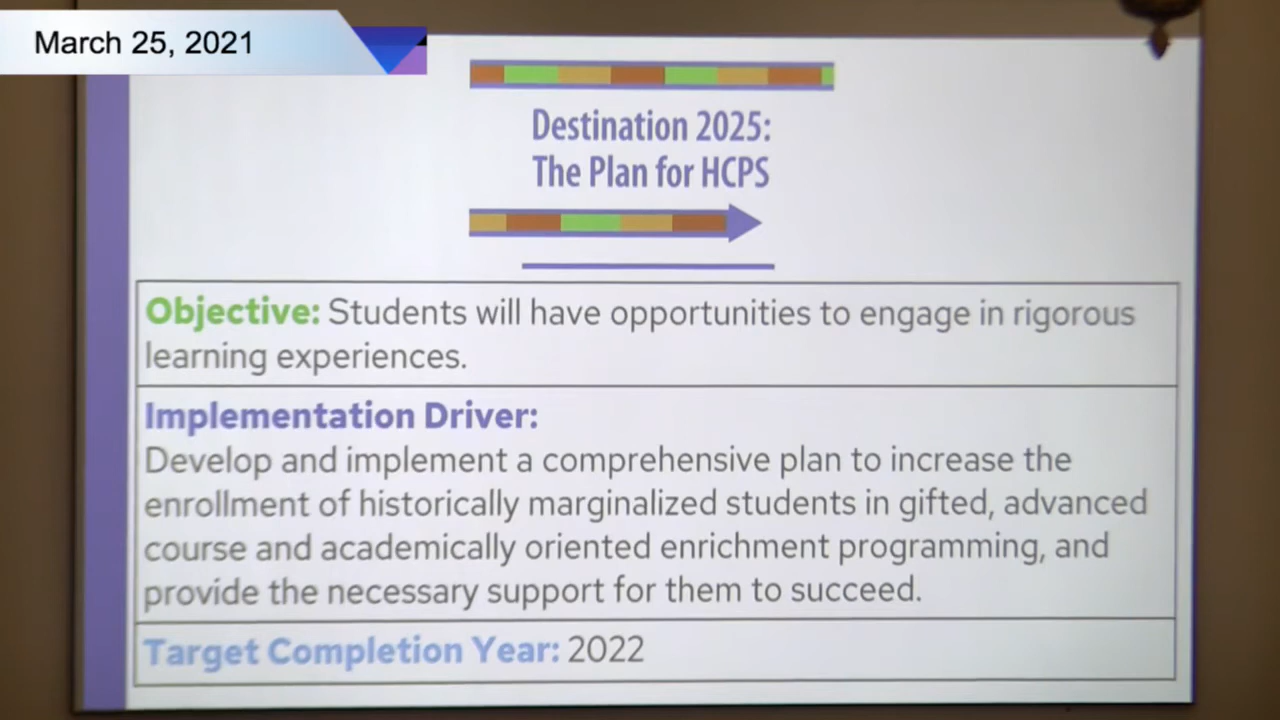 March 25, 2021
Destination 2025:
The Plan for HCPS
Objective: Students will have opportunities to engage in rigorous
learning experiences.
Implementation Driver:
Develop and implement a comprehensive plan to increase the
enrollment of historically marginalized students in gifted, advanced
course and academically oriented enrichment programming, and
provide the necessary support for them to succeed.
Target Completion Year: 2022